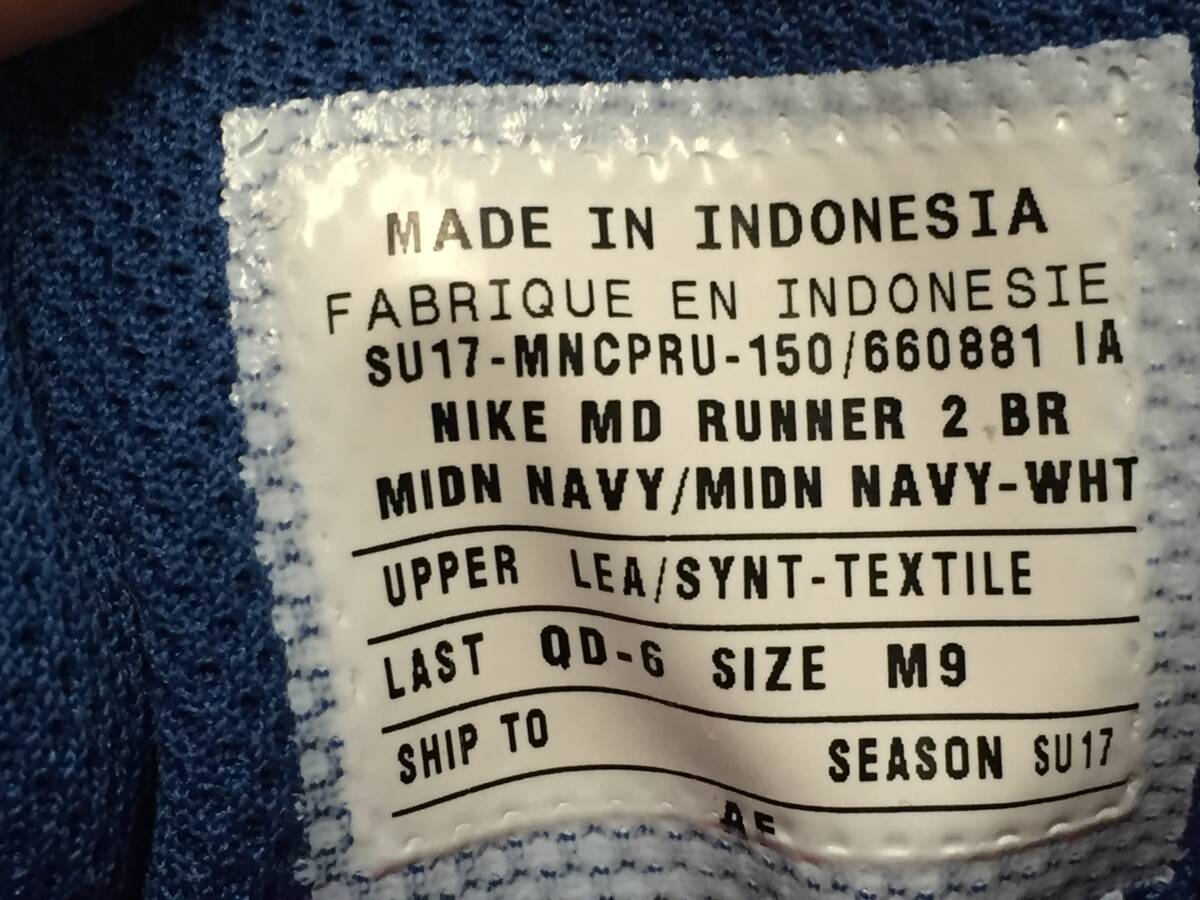 MADE IN INDONESIA
FABRIQUE EN INDONESIE
SU17-MNCPRU-150/660881 IA
NIKE MD RUNNER 2 BR
MIDN NAVY/MIDN NAVY-WHT
UPPER LEA/SYNT-TEXTILE
LAST QD-6 SIZE M9
SHIP TO SEASON SU17